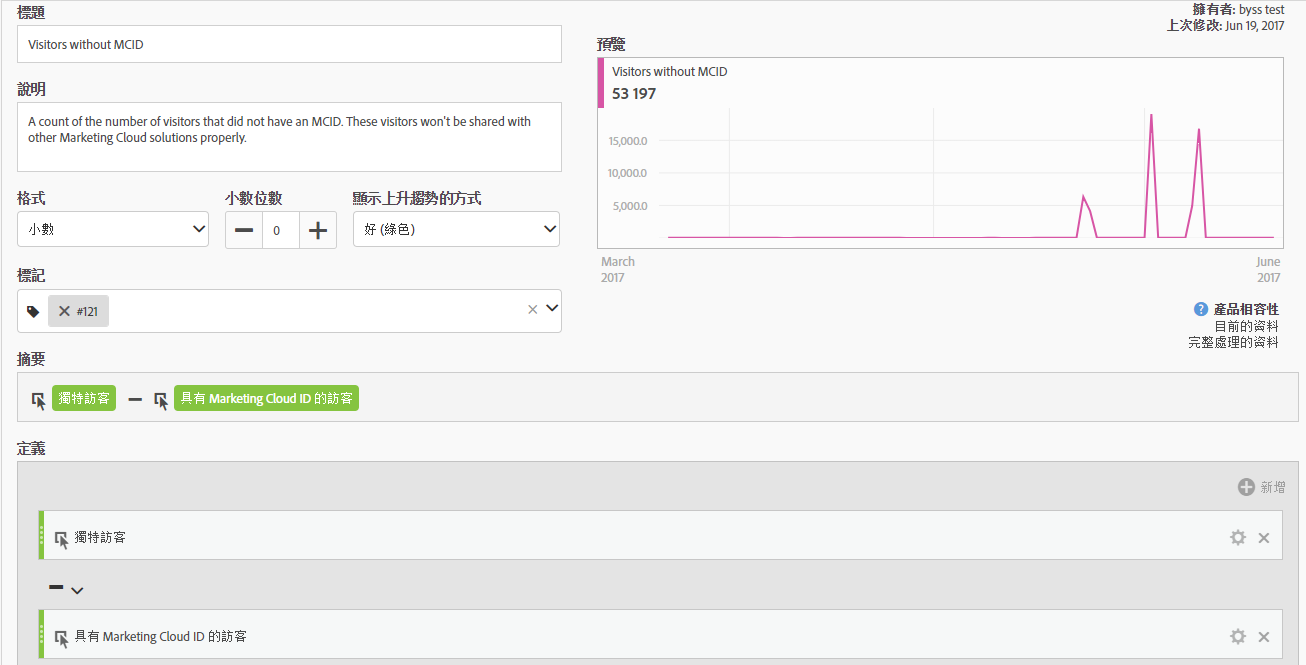 標題
Visitors without MCID
說明
A count of the number of visitors that did not have an MCID. These visitors won't be shared with
other Marketing Cloud solutions properly.
格式
小數位數
顯示上升趨勢的方式
小數
0
好 (綠色)
標記
#121
擁有者: byss test
上次修改: Jun 19, 2017
預覽
Visitors without MCID
53 197
15,000.0
10,000.0
5,000.0
March
2017
June
2017
? 產品相容性
目前的資料
完整處理的資料
摘要
獨特訪客 — 具有 Marketing Cloud ID 的訪客
定義
新增
獨特訪客
具有 Marketing Cloud ID 的訪客